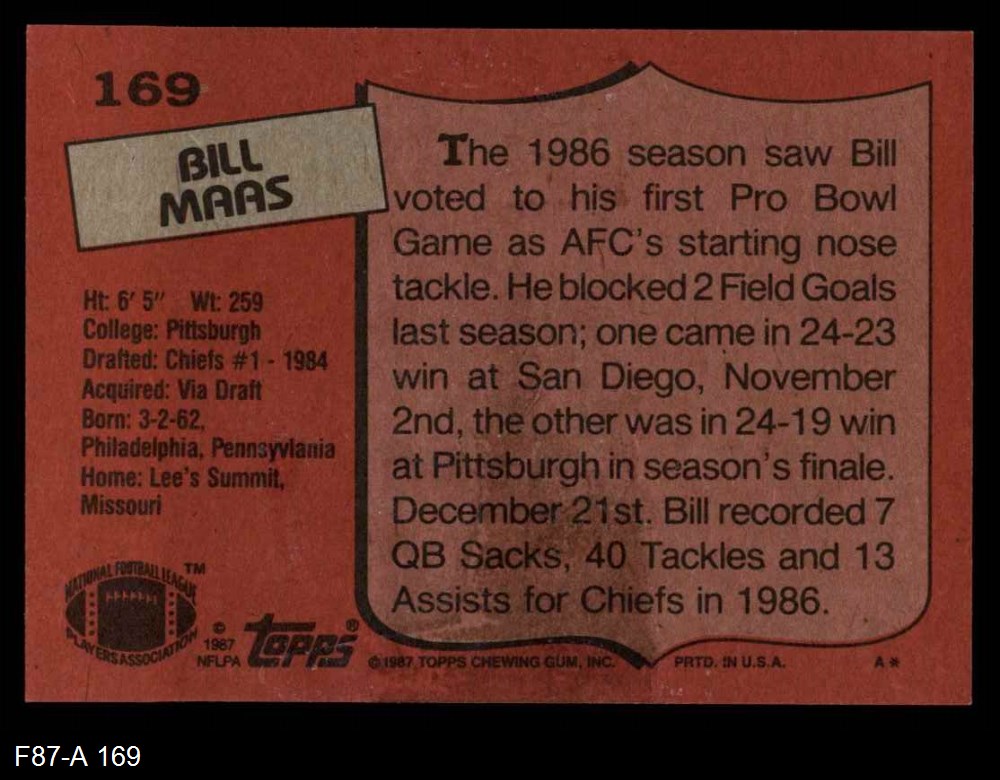 169
BILL
MAAS
Ht: 6' 5" Wt: 259
College: Pittsburgh
Drafted: Chiefs #1 - 1984
Acquired: Via Draft
Born: 3-2-62,
Philadelphia, Pennsyvlania
Home: Lee's Summit,
Missouri
The 1986 season saw Bill
voted to his first Pro Bowl
Game as AFC's starting nose
tackle. He blocked 2 Field Goals
last season; one came in 24-23
win at San Diego, November
2nd, the other was in 24-19 win
at Pittsburgh in season's finale.
December 21st. Bill recorded 7
QB Sacks, 40 Tackles and 13
Assists for Chiefs in 1986.
NATIONAL FOOTBALL LEAGUE ™
PLAYERS ASSOCIATION
© 1987 NFLPA
topps®
© 1987 TOPPS CHEWING GUM, INC. PRTD. IN U.S.A. A*
F87-A 169